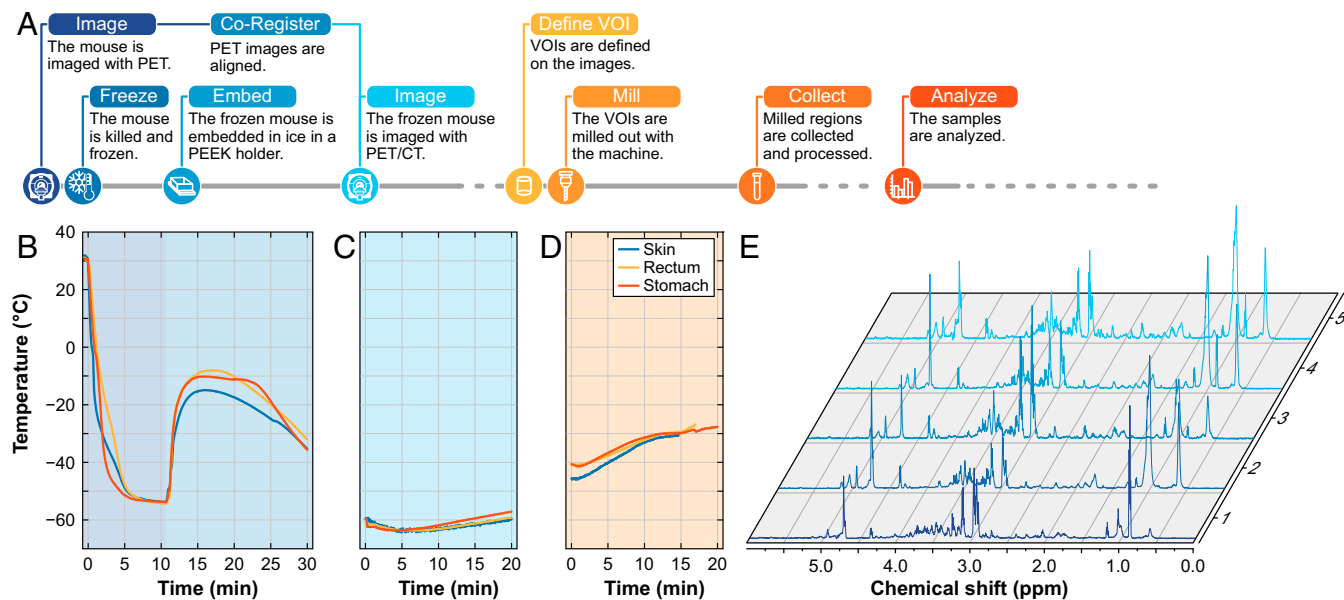 A
Image
The mouse is
imaged with PET.
Co-Register
PET images are
aligned.
Define VOI
VOIs are defined
on the images.
Freeze
The mouse
is killed and
frozen.
Embed
The frozen mouse is
embedded in ice in a
PEEK holder.
Image
The frozen mouse
is imaged with
PET/CT.
Mill
The VOIs are
milled out with
the machine.
Collect
Milled regions
are collected
and processed.
Analyze
The samples
are analyzed.
B
Temperature (°C)
40
20
0
−20
−40
−60
0 5 10 15 20 25 30
Time (min)
C
0 5 10 15 20
Time (min)
D
Skin
Rectum
Stomach
0 5 10 15 20
Time (min)
E
5
4
3
2
1
5.0 4.0 3.0 2.0 1.0 0.0
Chemical shift (ppm)